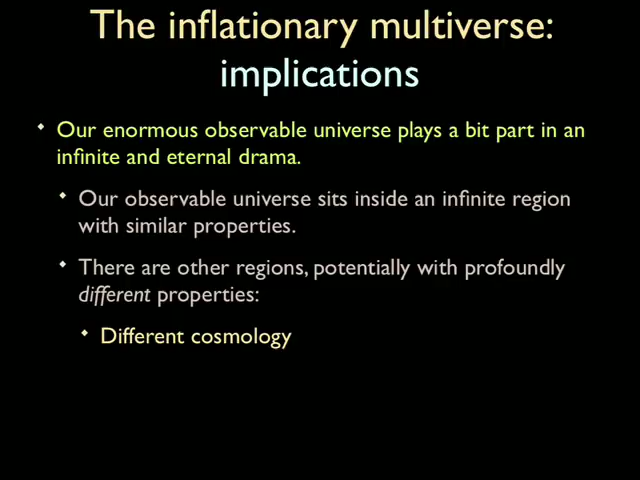 The inflationary multiverse:
implications
Our enormous observable universe plays a bit part in an
infinite and eternal drama.
Our observable universe sits inside an infinite region
with similar properties.
There are other regions, potentially with profoundly
different properties:
Different cosmology